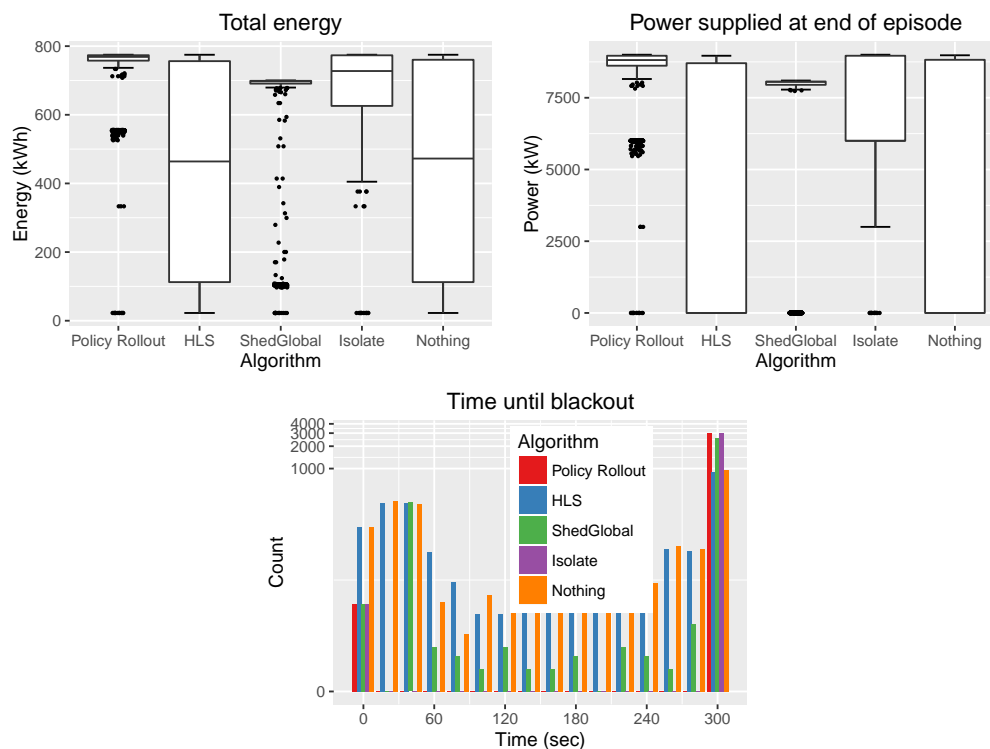 Total energy
Energy (kWh)
800
600
400
200
0
Policy Rollout HLS ShedGlobal Isolate Nothing
Algorithm
Power supplied at end of episode
Power (kW)
7500
5000
2500
0
Policy Rollout HLS ShedGlobal Isolate Nothing
Algorithm
Time until blackout
Count
4000
3000
2000
1000
0
Algorithm
Policy Rollout
HLS
ShedGlobal
Isolate
Nothing
0 60 120 180 240 300
Time (sec)